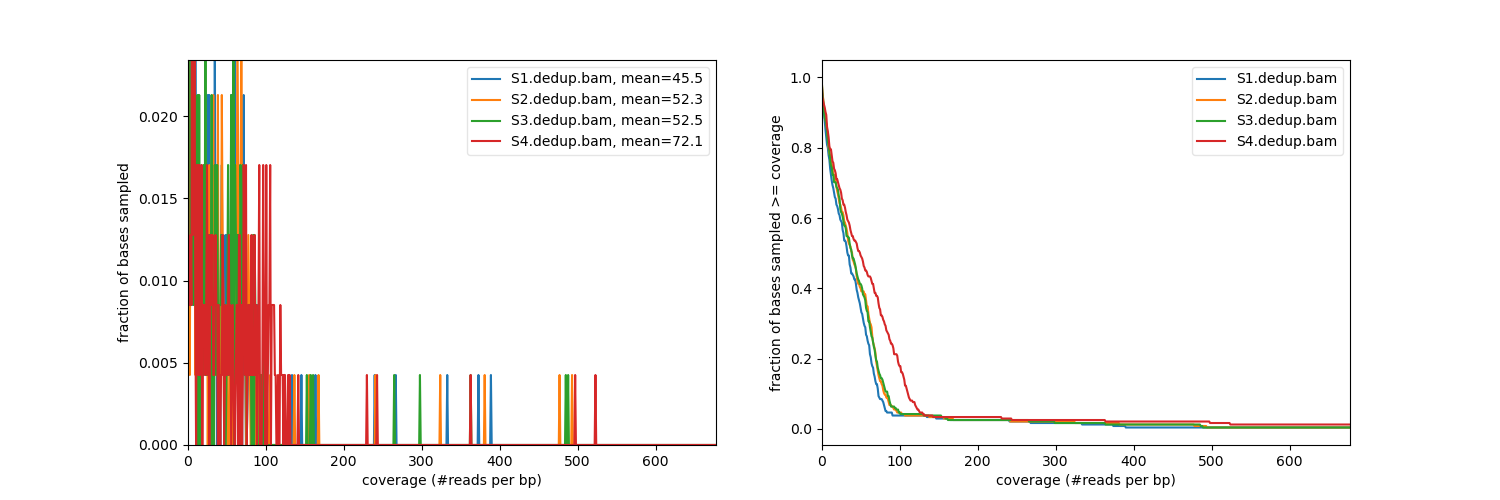 S1.dedup.bam, mean=45.5
S2.dedup.bam, mean=52.3
S3.dedup.bam, mean=52.5
S4.dedup.bam, mean=72.1
fraction of bases sampled
0.020
0.015
0.010
0.005
0.000
0 100 200 300 400 500 600
coverage (#reads per bp)
S1.dedup.bam
S2.dedup.bam
S3.dedup.bam
S4.dedup.bam
fraction of bases sampled >= coverage
1.0
0.8
0.6
0.4
0.2
0.0
0 100 200 300 400 500 600
coverage (#reads per bp)